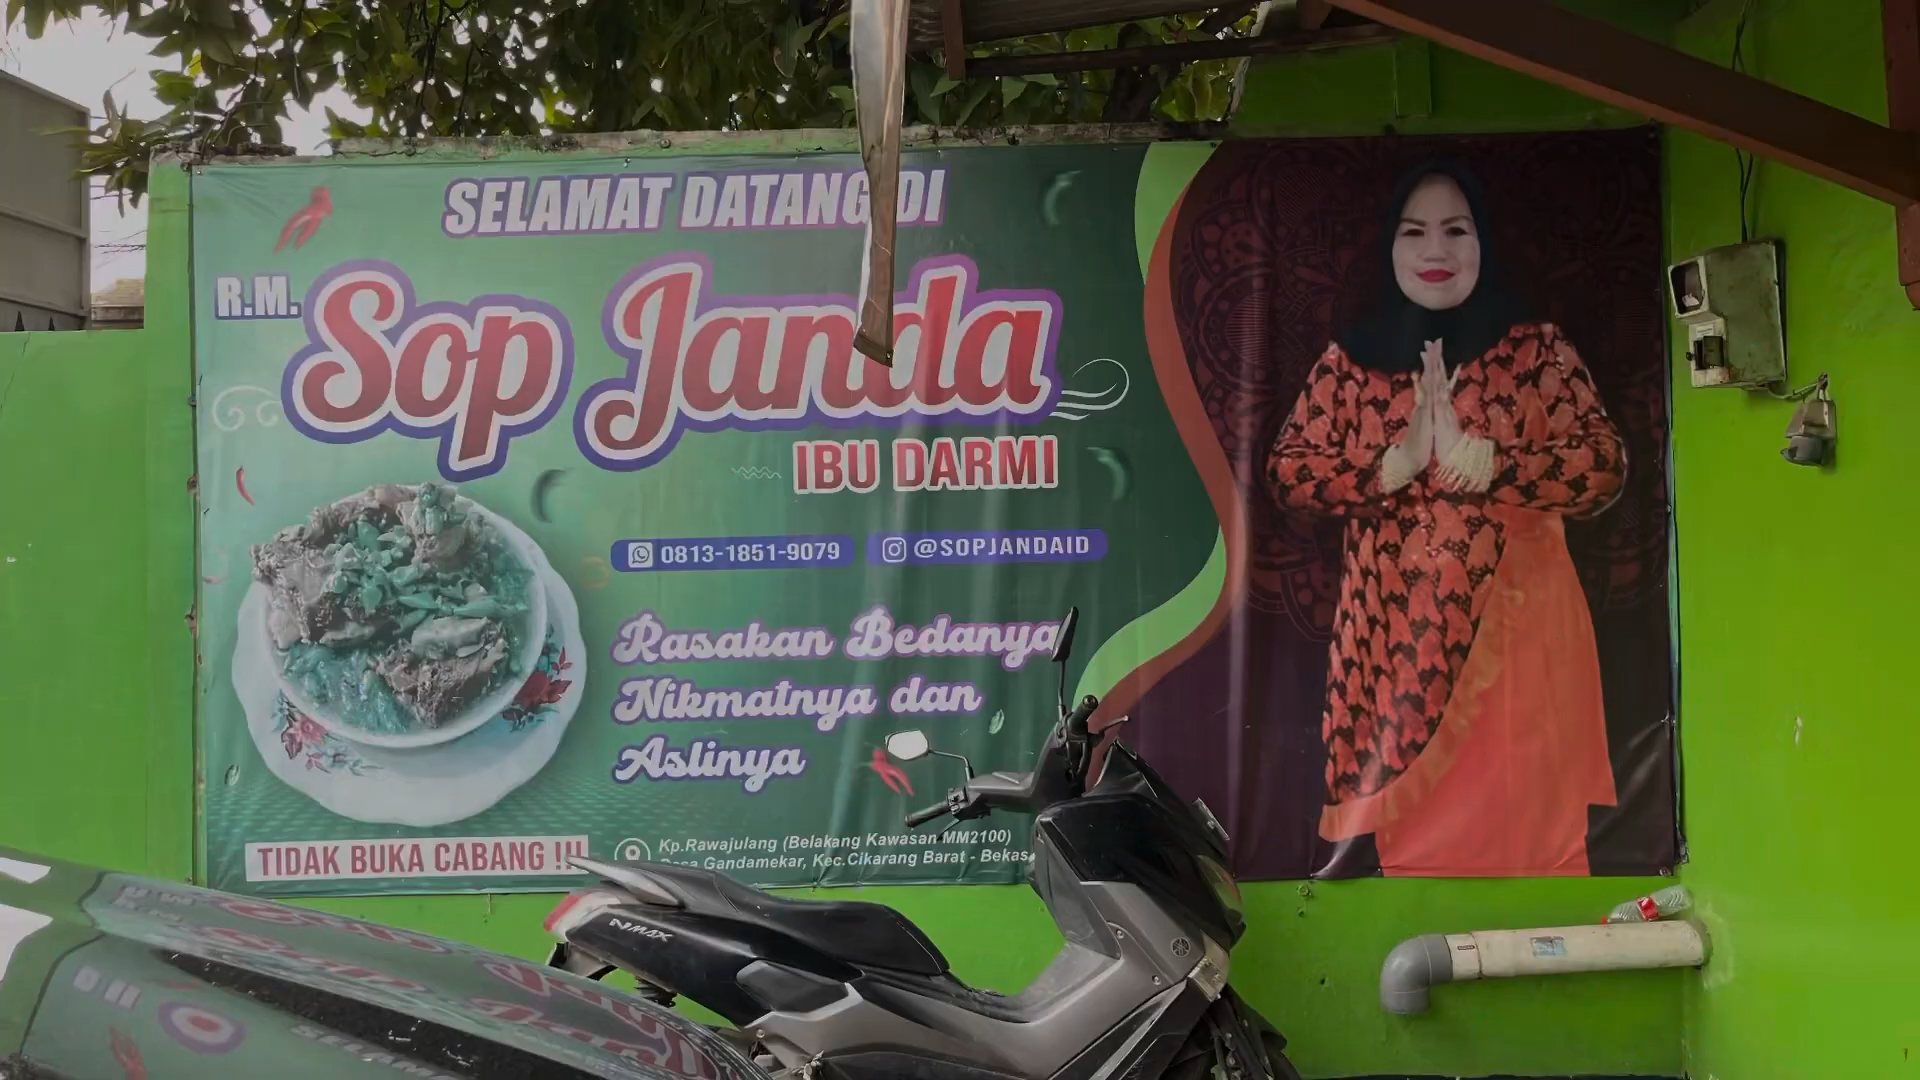 SELAMAT DATANG DI
R.M. Sop Janda
IBU DARMI
0813-1851-9079 @SOPJANDAID
Rasakan Bedanya
Nikmatnya dan
Aslinya
TIDAK BUKA CABANG !!!
Kp.Rawajulang (Belakang Kawasan MM2100)
Desa Gandamekar, Kec.Cikarang Barat - Bekas
NMAX